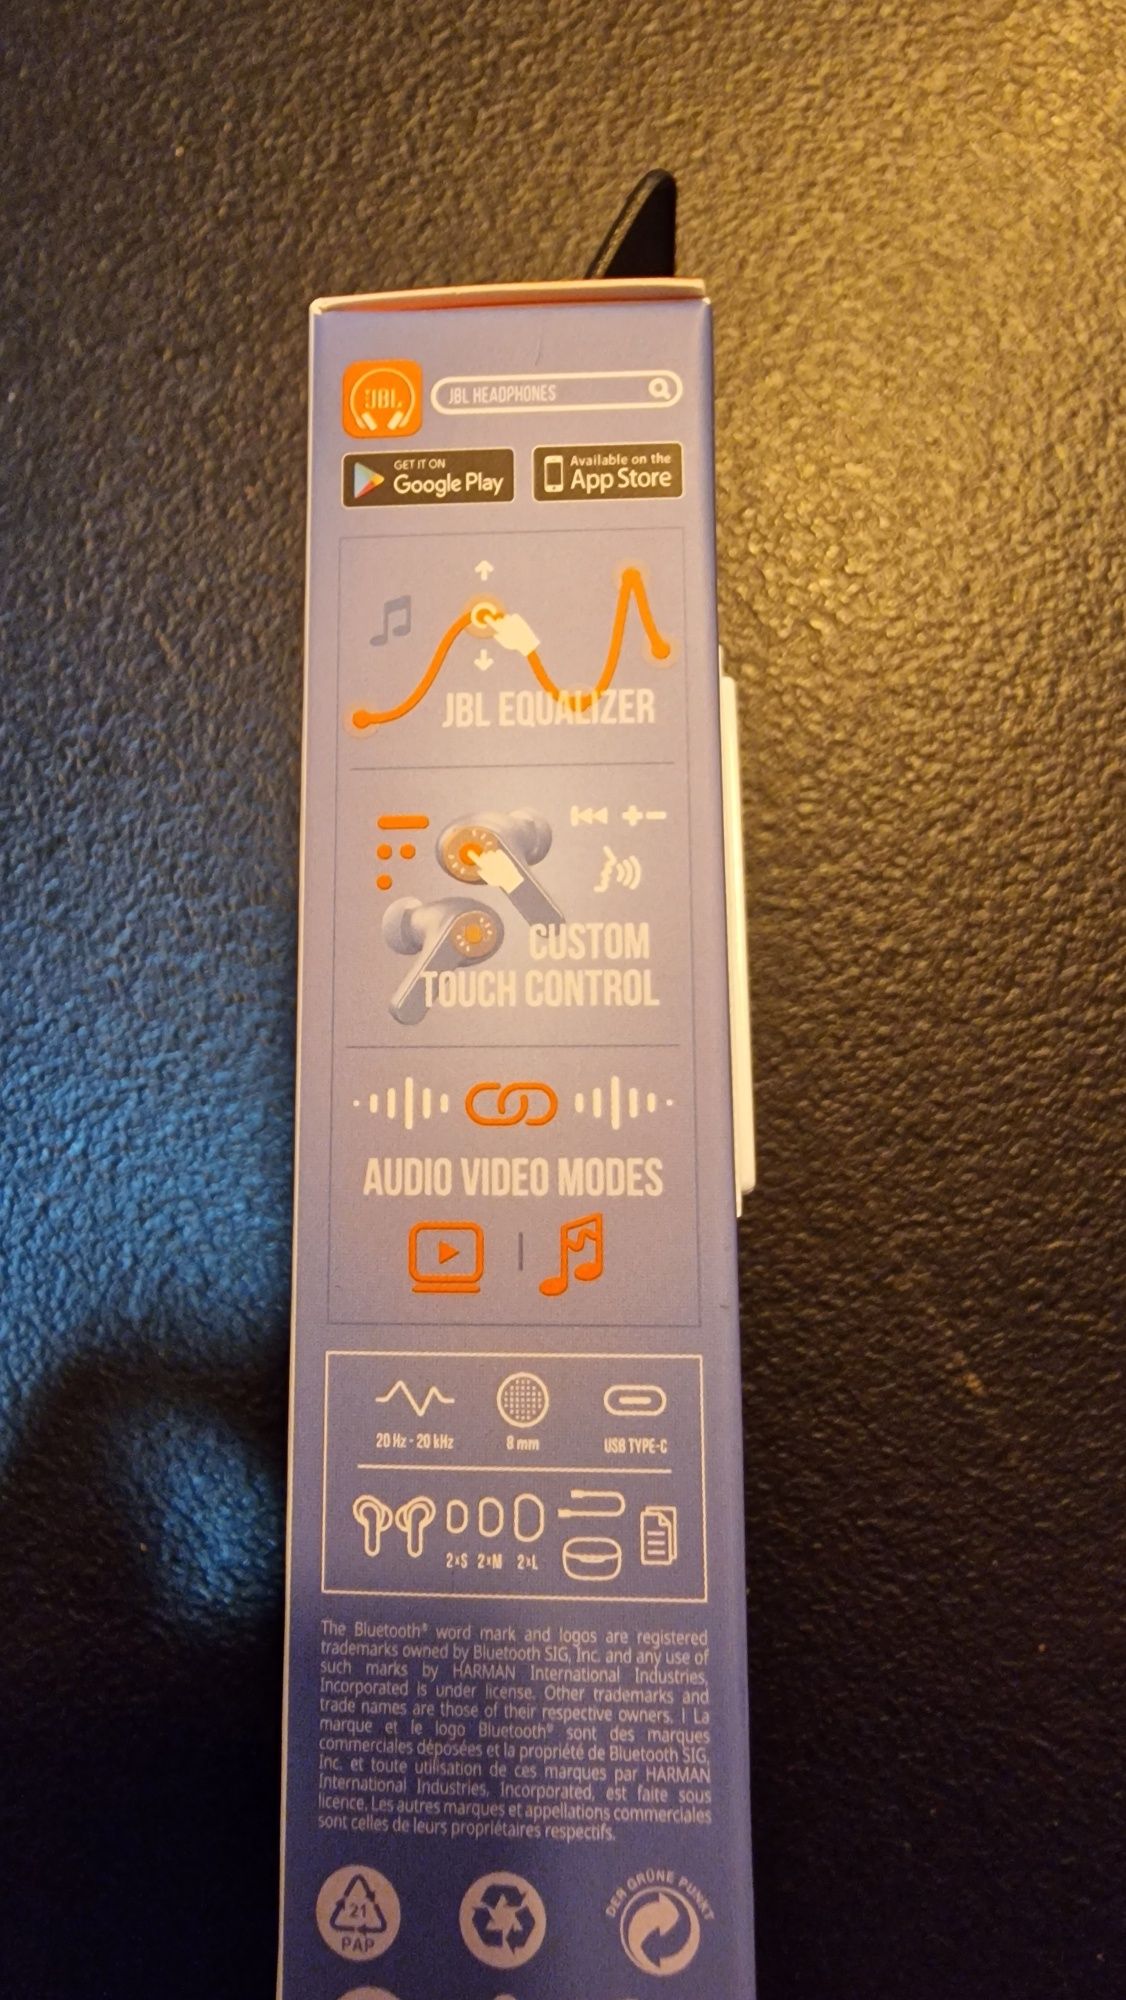 JBL
JBL HEADPHONES
GET IT ON
Google Play
Available on the
App Store
JBL EQUALIZER
CUSTOM
TOUCH CONTROL
AUDIO VIDEO MODES
20 Hz - 20 kHz
8 mm
USB TYPE-C
2xS 2xM 2xL
The Bluetooth® word mark and logos are registered
trademarks owned by Bluetooth SIG, Inc. and any use of
such marks by HARMAN International Industries,
Incorporated is under license. Other trademarks and
trade names are those of their respective owners. | La
marque et le logo Bluetooth® sont des marques
commerciales déposées et la propriété de Bluetooth SIG,
Inc. et toute utilisation de ces marques par HARMAN
International Industries, Incorporated, est faite sous
licence. Les autres marques et appellations commerciales
sont celles de leurs propriétaires respectifs.
21
PAP
DER GRÜNE PUNKT